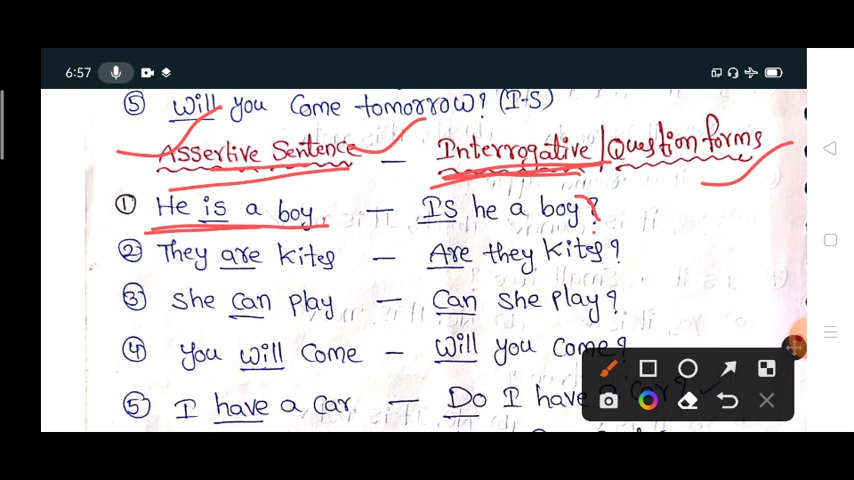 6:57
⑤ Will you Come tomorrow? (I-S)
Assertive Sentence — Interrogative / Question forms
① He is a boy. — Is he a boy?
② They are kites — Are they kites?
③ She can play — Can she play?
④ You will Come — Will you come?
⑤ I have a Car — Do I have a car?